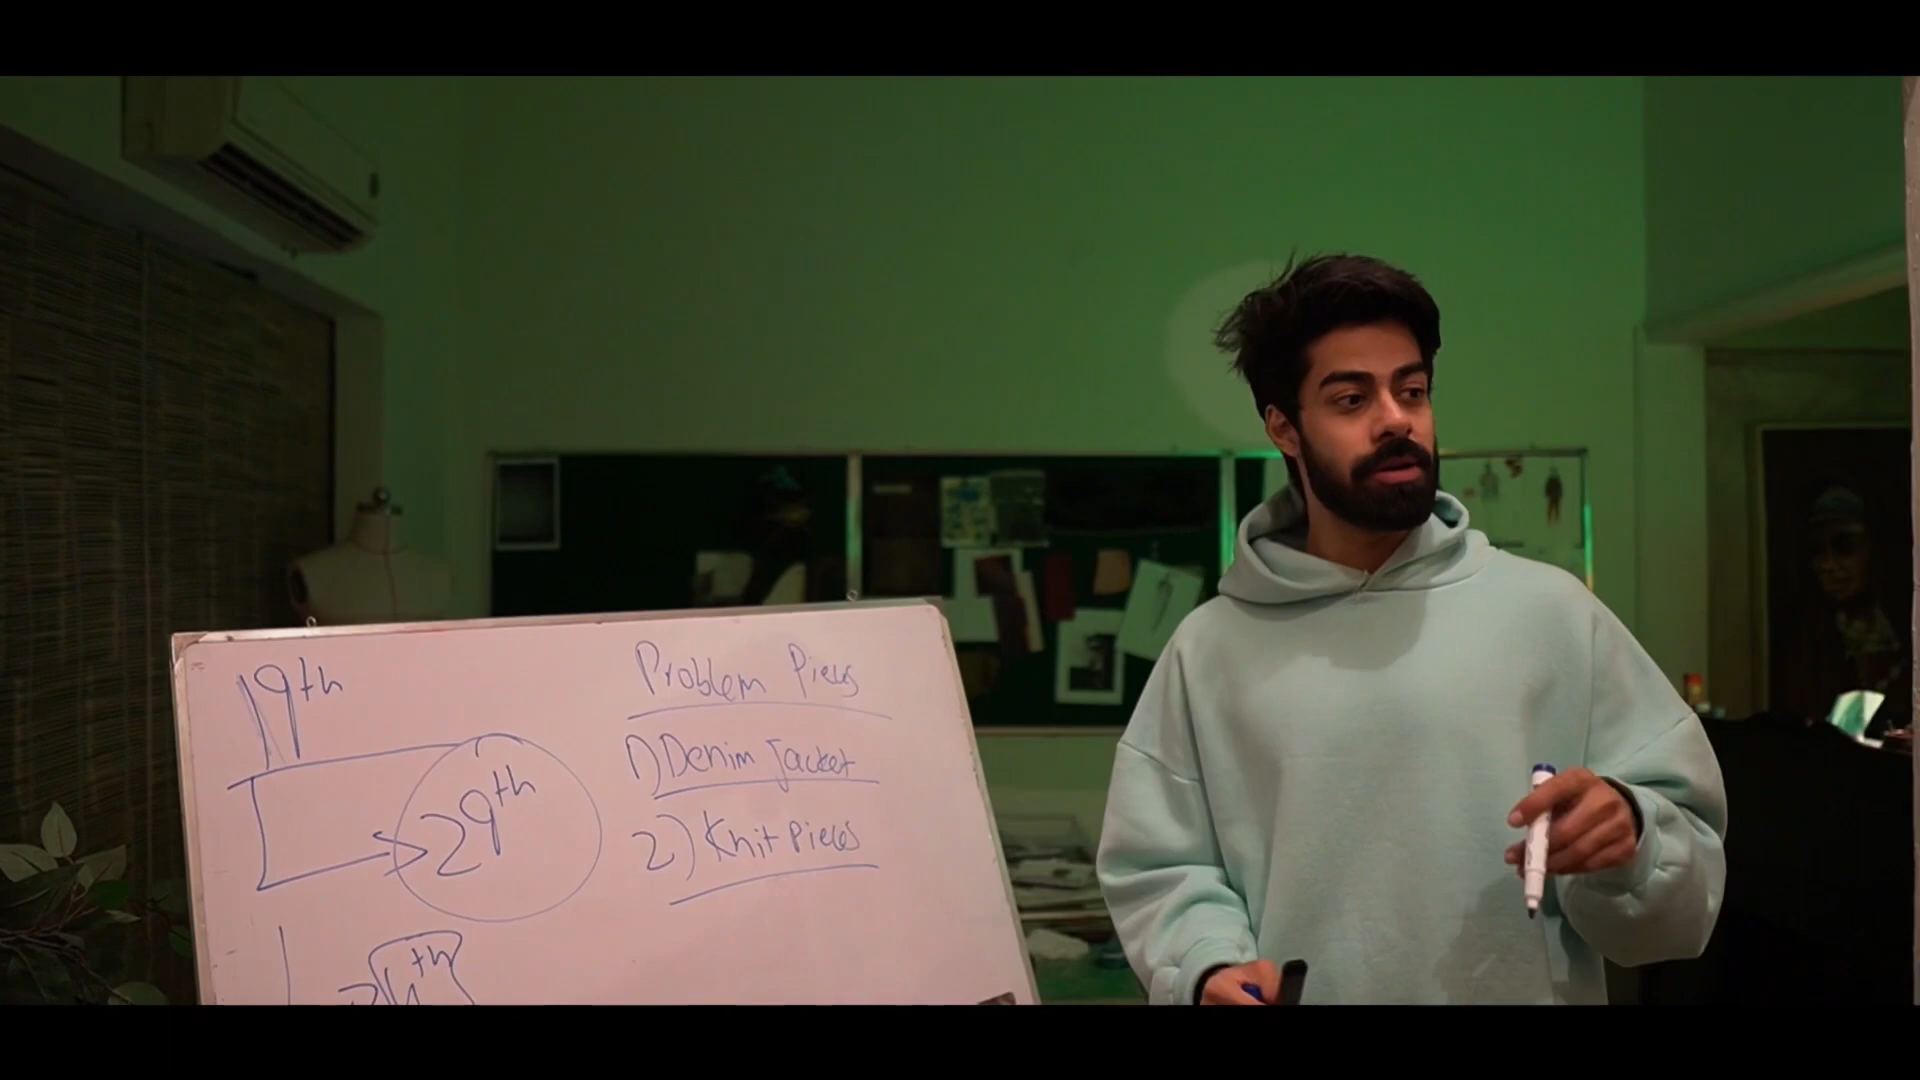 19th
29th
Problem Pieces
1) Denim Jacket
2) Knit Pieces